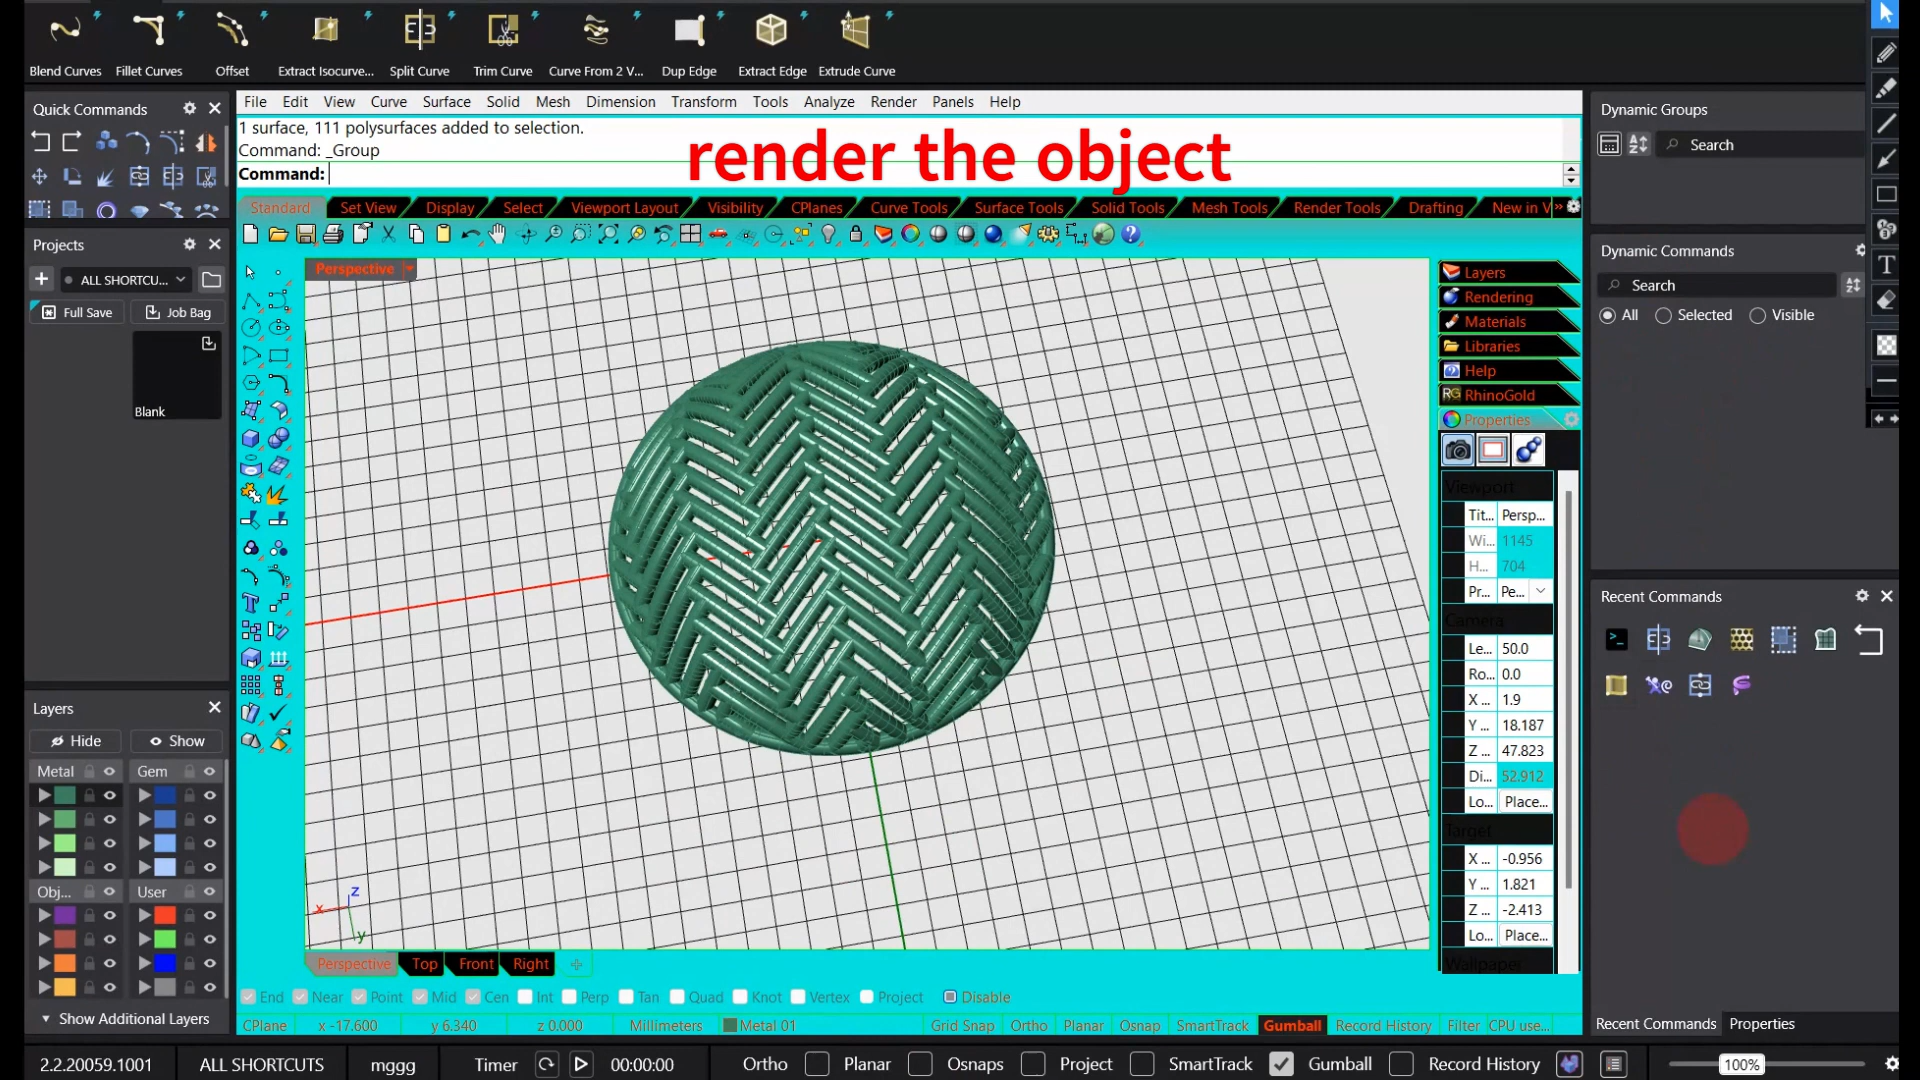 Blend Curves Fillet Curves Offset Extract Isocurve... Split Curve Trim Curve Curve From 2 V... Dup Edge Extract Edge Extrude Curve
Quick Commands
File Edit View Curve Surface Solid Mesh Dimension Transform Tools Analyze Render Panels Help
1 surface, 111 polysurfaces added to selection.
Command: _Group
Command:
render the object
Standard Set View Display Select Viewport Layout Visibility CPlanes Curve Tools Surface Tools Solid Tools Mesh Tools Render Tools Drafting New in V »
Projects
ALL SHORTCU...
Full Save Job Bag
Blank
Perspective
Layers
Rendering
Materials
Libraries
Help
RG RhinoGold
Properties
Viewport
Tit... Persp...
Wi... 1145
H... 704
Pr... Pe...
Camera
Le... 50.0
Ro... 0.0
X ... 1.9
Y ... 18.187
Z ... 47.823
Di... 52.912
Lo... Place...
Target
X ... -0.956
Y ... 1.821
Z ... -2.413
Lo... Place...
Wallpaper
Dynamic Groups
Search
Dynamic Commands
Search
All Selected Visible
Recent Commands
Recent Commands Properties
Layers
Hide Show
Metal Gem
Obj... User
Show Additional Layers
z
x
y
Perspective Top Front Right
End Near Point Mid Cen Int Perp Tan Quad Knot Vertex Project Disable
CPlane x -17.600 y 6.340 z 0.000 Millimeters Metal 01 Grid Snap Ortho Planar Osnap SmartTrack Gumball Record History Filter CPU use...
2.2.20059.1001 ALL SHORTCUTS mggg Timer 00:00:00 Ortho Planar Osnaps Project SmartTrack Gumball Record History 100%